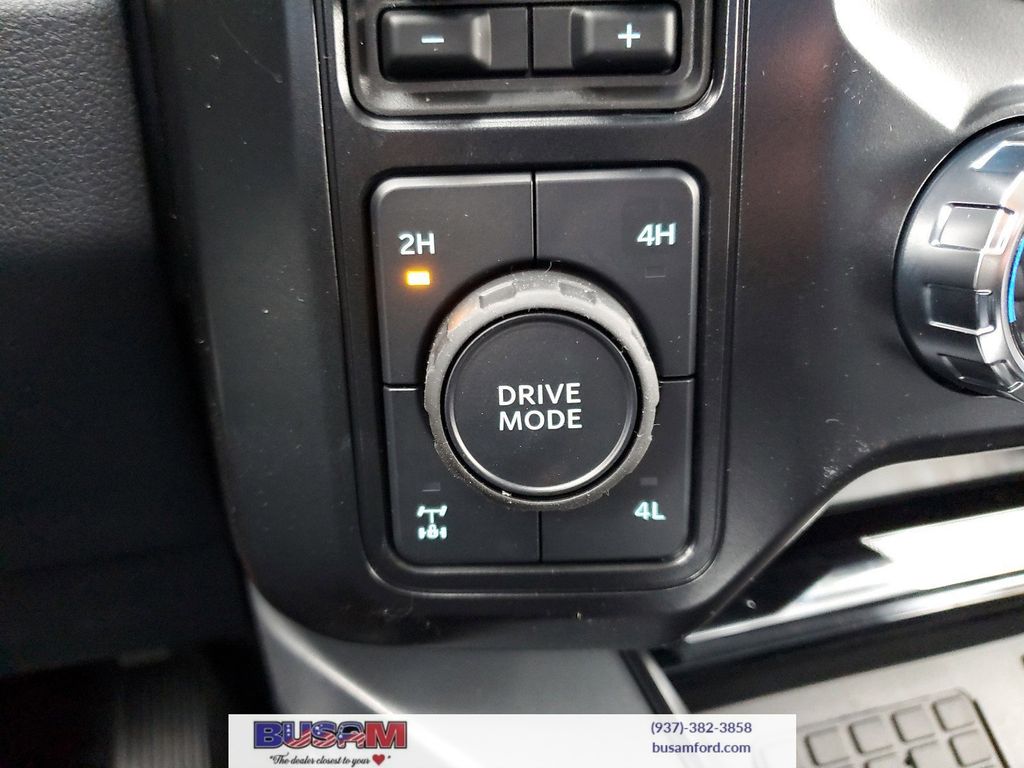 - +
2H 4H
DRIVE
MODE
4L
BUSAM
"The dealer closest to your ❤"
(937)-382-3858
busamford.com